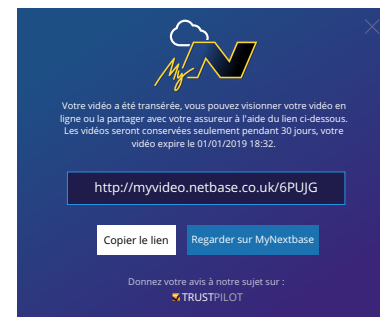 My N
Votre vidéo a été transérée, vous pouvez visionner votre vidéo en
ligne ou la partager avec votre assureur à l'aide du lien ci-dessous.
Les vidéos seront conservées seulement pendant 30 jours, votre
vidéo expire le 01/01/2019 18:32.
http://myvideo.netbase.co.uk/6PUJG
Copier le lien Regarder sur MyNextbase
Donnez votre avis à notre sujet sur :
TRUSTPILOT